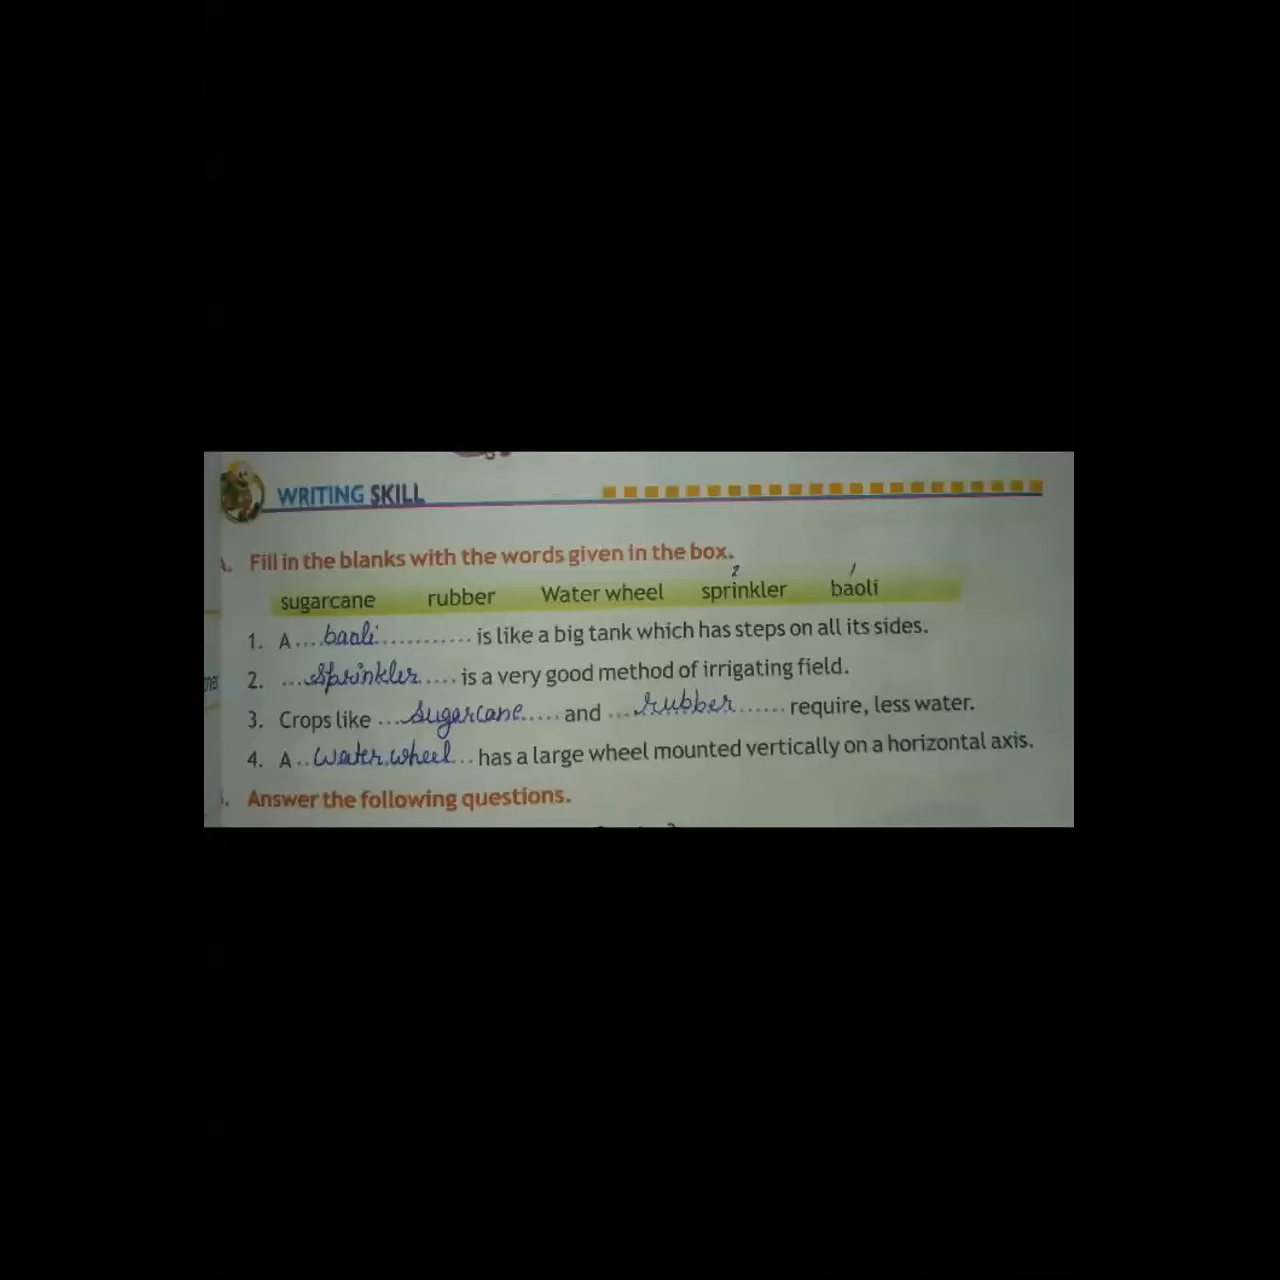 WRITING SKILL
Fill in the blanks with the words given in the box.
2 1
sugarcane rubber Water wheel sprinkler baoli
1. A ... baoli ............ is like a big tank which has steps on all its sides.
2. ... Sprinkler .... is a very good method of irrigating field.
3. Crops like ... Sugarcane ..... and ... rubber ...... require, less water.
4. A .. Water wheel ... has a large wheel mounted vertically on a horizontal axis.
Answer the following questions.